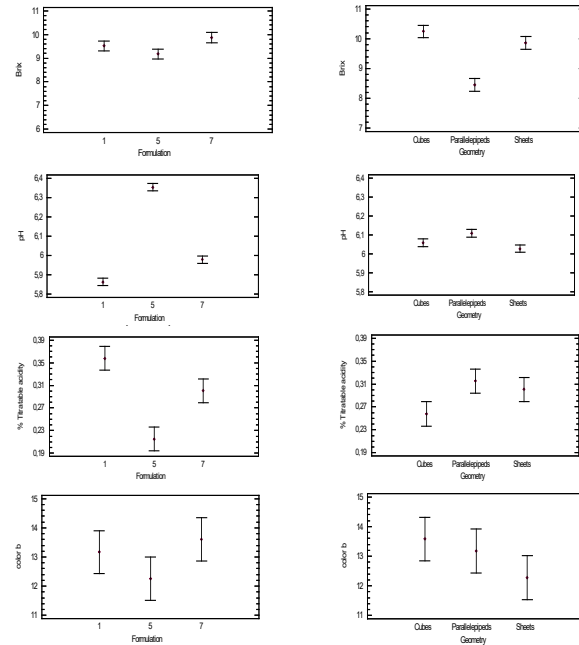 Brix
11
10
9
8
7
6
1 5 7
Formulation
Brix
11
10
9
8
7
Cubes Parallelepipeds Sheets
Geometry
pH
6,4
6,3
6,2
6,1
6
5,9
5,8
1 5 7
Formulation
pH
6,4
6,3
6,2
6,1
6
5,9
5,8
Cubes Parallelepipeds Sheets
Geometry
% Titratable acidity
0,39
0,35
0,31
0,27
0,23
0,19
1 5 7
Formulation
% Titratable acidity
0,39
0,35
0,31
0,27
0,23
0,19
Cubes Parallelepipeds Sheets
Geometry
color b
15
14
13
12
11
1 5 7
Formulation
color b
15
14
13
12
11
Cubes Parallelepipeds Sheets
Geometry